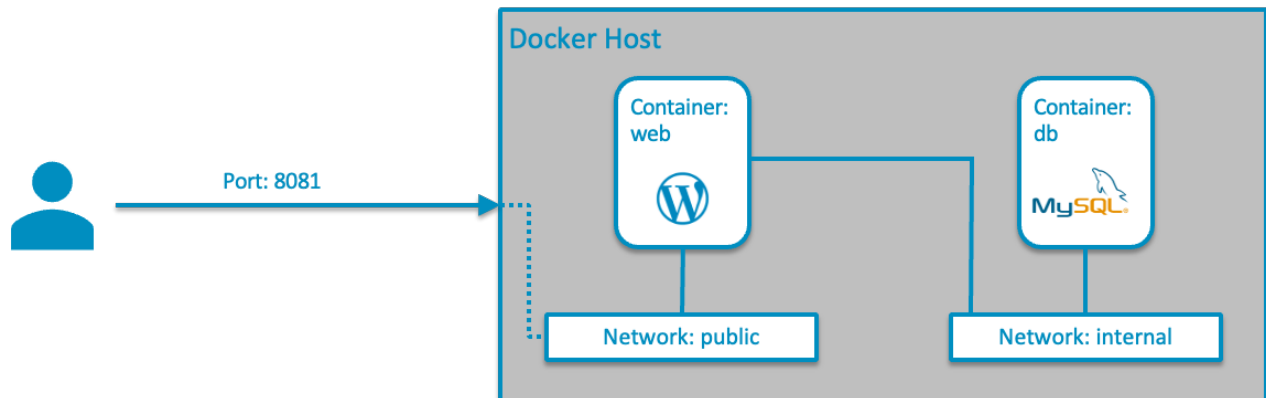 Docker Host
Container:
web
Container:
db
Port: 8081
W
MySQL
Network: public
Network: internal